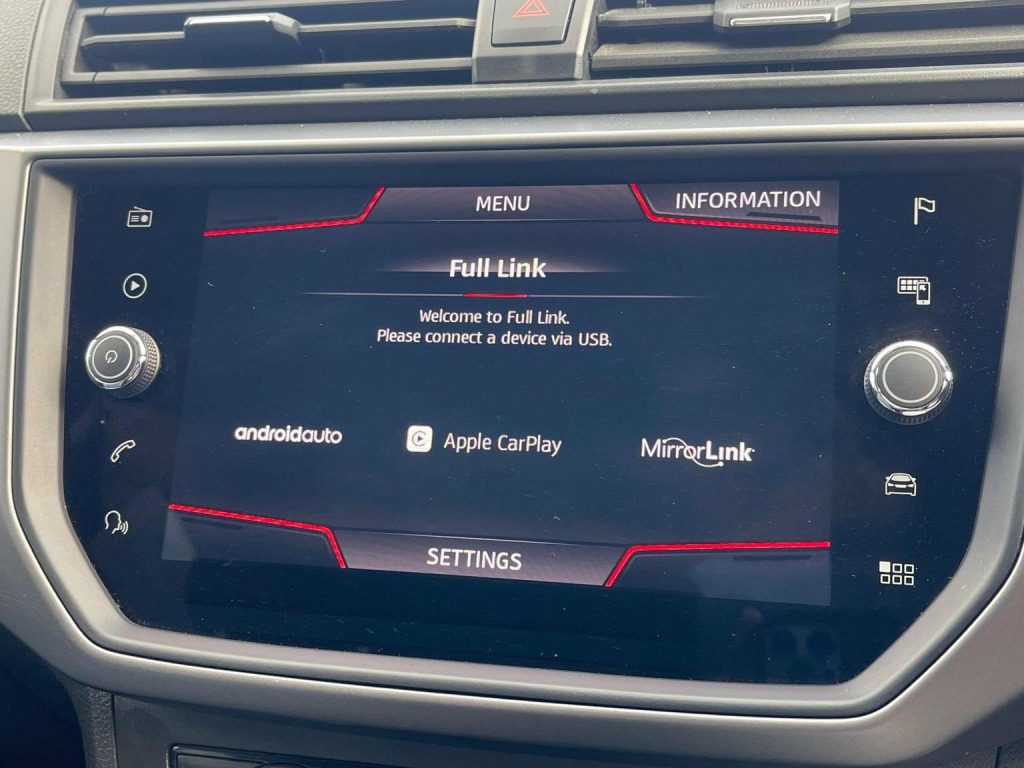 MENU
INFORMATION
Full Link
Welcome to Full Link.
Please connect a device via USB.
androidauto
Apple CarPlay
MirrorLink
SETTINGS